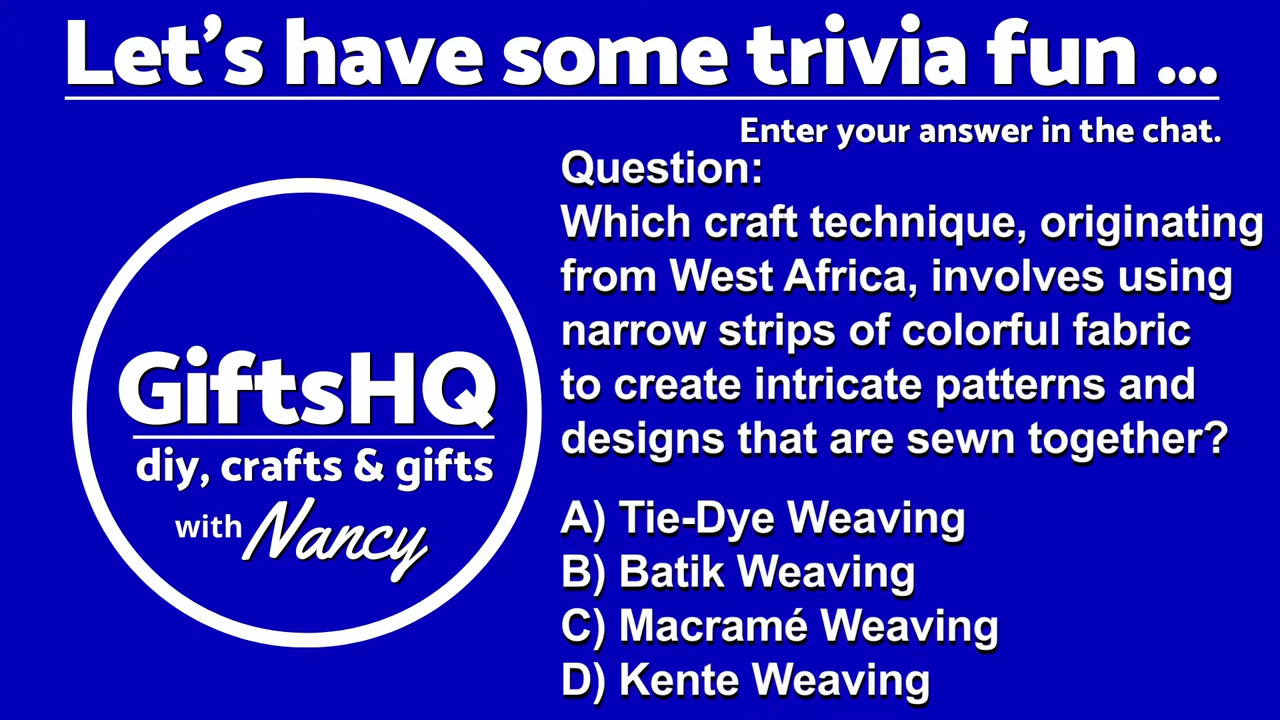 Let's have some trivia fun ...
Enter your answer in the chat.
Question:
Which craft technique, originating
from West Africa, involves using
narrow strips of colorful fabric
to create intricate patterns and
designs that are sewn together?
A) Tie-Dye Weaving
B) Batik Weaving
C) Macramé Weaving
D) Kente Weaving
GiftsHQ
diy, crafts & gifts
with Nancy